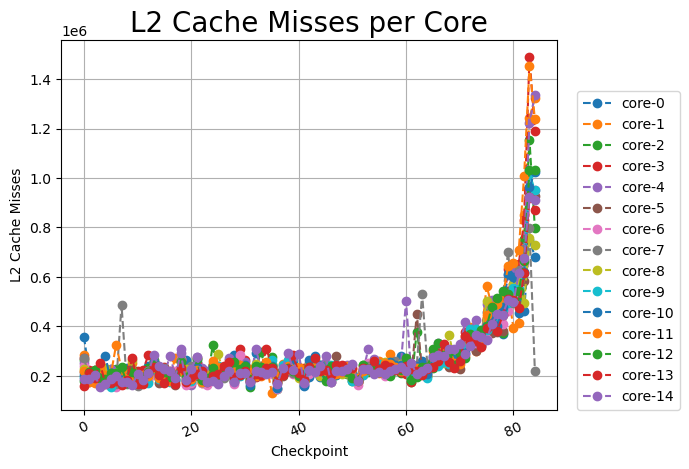 L2 Cache Misses per Core
1e6
1.4
1.2
1.0
0.8
0.6
0.4
0.2
L2 Cache Misses
0
20
40
60
80
Checkpoint
core-0
core-1
core-2
core-3
core-4
core-5
core-6
core-7
core-8
core-9
core-10
core-11
core-12
core-13
core-14